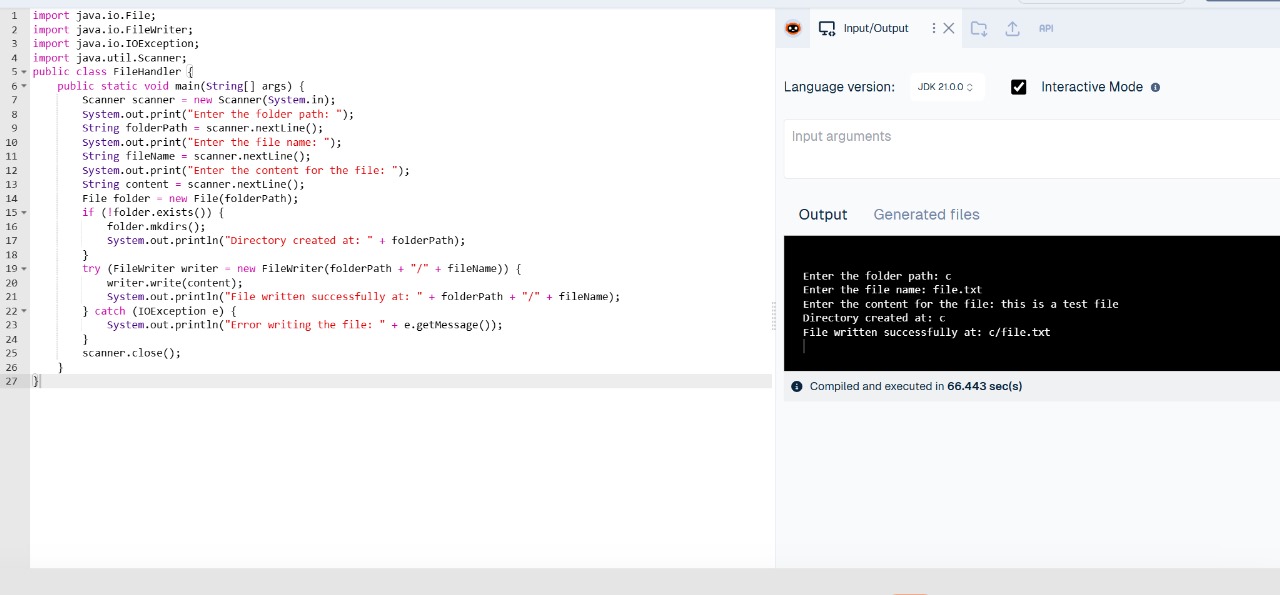 1 import java.io.File;
2 import java.io.FileWriter;
3 import java.io.IOException;
4 import java.util.Scanner;
5 public class FileHandler {
6     public static void main(String[] args) {
7         Scanner scanner = new Scanner(System.in);
8         System.out.print("Enter the folder path: ");
9         String folderPath = scanner.nextLine();
10         System.out.print("Enter the file name: ");
11         String fileName = scanner.nextLine();
12         System.out.print("Enter the content for the file: ");
13         String content = scanner.nextLine();
14         File folder = new File(folderPath);
15         if (!folder.exists()) {
16             folder.mkdirs();
17             System.out.println("Directory created at: " + folderPath);
18         }
19         try (FileWriter writer = new FileWriter(folderPath + "/" + fileName)) {
20             writer.write(content);
21             System.out.println("File written successfully at: " + folderPath + "/" + fileName);
22         } catch (IOException e) {
23             System.out.println("Error writing the file: " + e.getMessage());
24         }
25         scanner.close();
26     }
27 }
Input/Output
API
Language version: JDK 21.0.0 Interactive Mode
Input arguments
Output Generated files
Enter the folder path: c
Enter the file name: file.txt
Enter the content for the file: this is a test file
Directory created at: c
File written successfully at: c/file.txt
Compiled and executed in 66.443 sec(s)